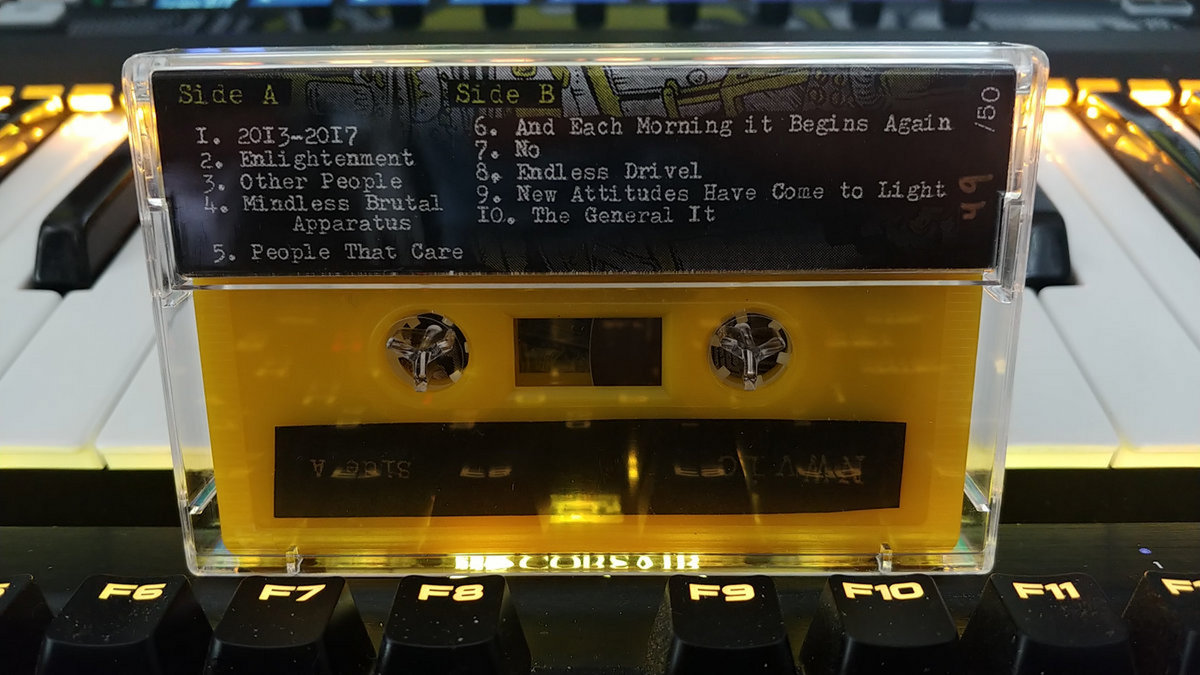 Side A
1. 2013-2017
2. Enlightenment
3. Other People
4. Mindless Brutal
Apparatus
5. People That Care
Side B
6. And Each Morning it Begins Again
7. No
8. Endless Drivel
9. New Attitudes Have Come to Light
10. The General It
/50
Side A
CORSAIR
F6 F7 F8 F9 F10 F11